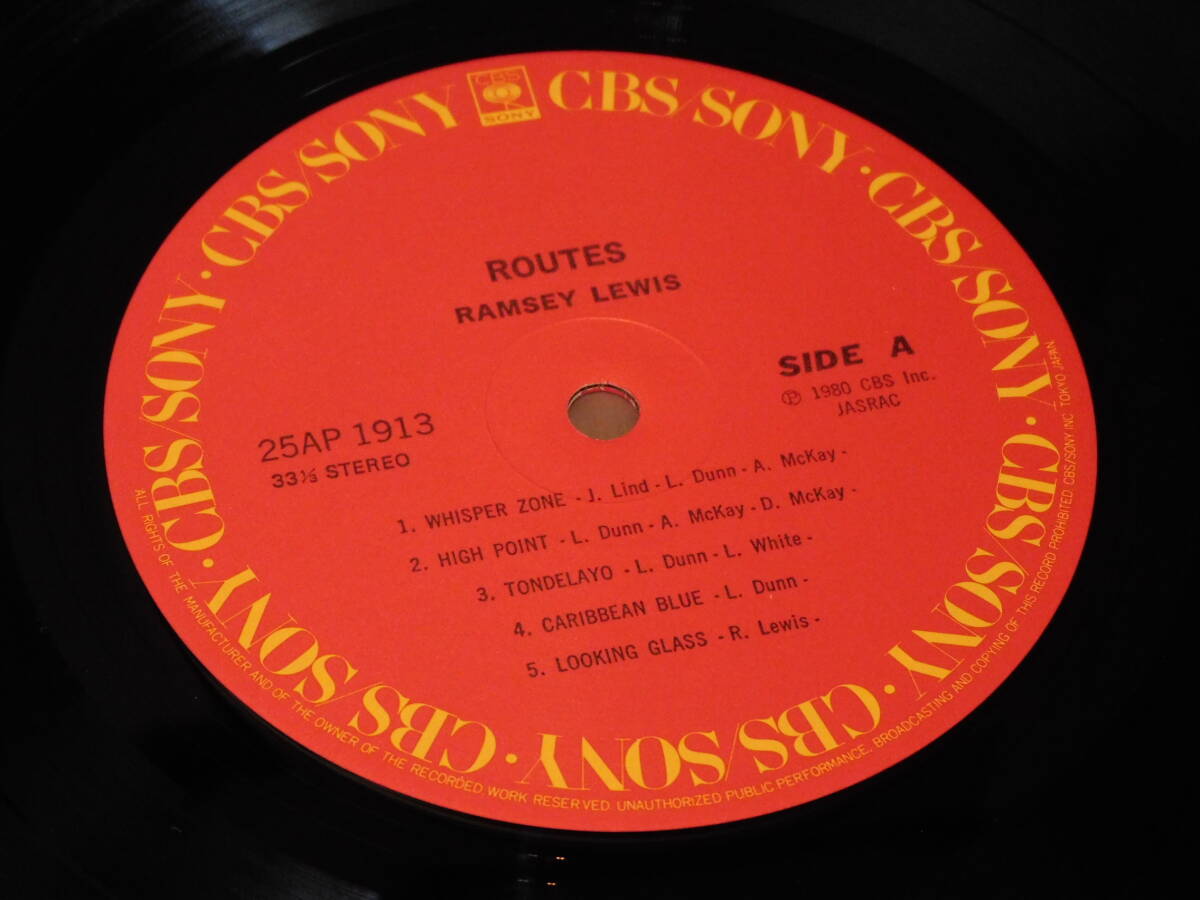 CBS
SONY
CBS/SONY · CBS/SONY · CBS/SONY · CBS/SONY · CBS/SONY · CBS/SONY · CBS/SONY · CBS/SONY
ROUTES
RAMSEY LEWIS
SIDE A
Ⓟ 1980 CBS Inc.
JASRAC
25AP 1913
33⅓ STEREO
1. WHISPER ZONE - J. Lind - L. Dunn - A. McKay -
2. HIGH POINT - L. Dunn - A. McKay - D. McKay -
3. TONDELAYO - L. Dunn - L. White -
4. CARIBBEAN BLUE - L. Dunn -
5. LOOKING GLASS - R. Lewis -
ALL RIGHTS OF THE MANUFACTURER AND OF THE OWNER OF THE RECORDED WORK RESERVED. UNAUTHORIZED PUBLIC PERFORMANCE, BROADCASTING AND COPYING OF THIS RECORD PROHIBITED. CBS/SONY INC. TOKYO JAPAN.